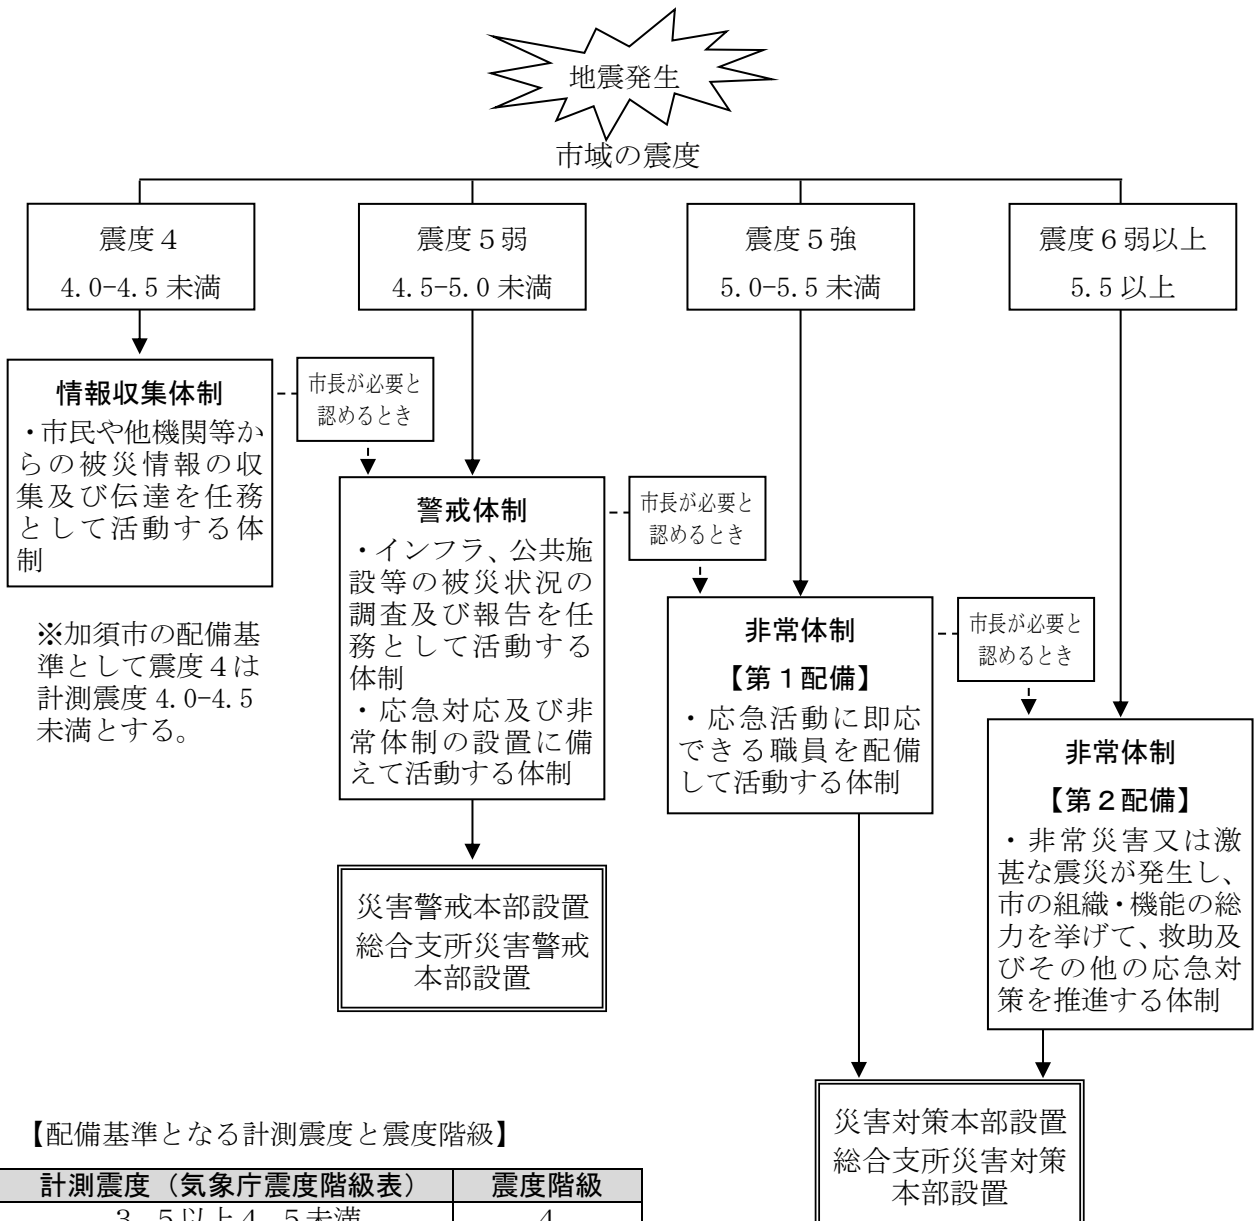 地震発生
市域の震度
震度４
4.0-4.5未満
震度５弱
4.5-5.0未満
震度５強
5.0-5.5未満
震度６弱以上
5.5以上
情報収集体制
・市民や他機関等か
らの被災情報の収
集及び伝達を任務
として活動する体
制
※加須市の配備基
準として震度４は
計測震度4.0-4.5
未満とする。
市長が必要と
認めるとき
警戒体制
・インフラ、公共施
設等の被災状況の
調査及び報告を任
務として活動する
体制
・応急対応及び非
常体制の設置に備
えて活動する体制
災害警戒本部設置
総合支所災害警戒
本部設置
市長が必要と
認めるとき
非常体制
【第１配備】
・応急活動に即応
できる職員を配備
して活動する体制
市長が必要と
認めるとき
非常体制
【第２配備】
・非常災害又は激
甚な震災が発生し、
市の組織・機能の総
力を挙げて、救助及
びその他の応急対
策を推進する体制
災害対策本部設置
総合支所災害対策
本部設置
【配備基準となる計測震度と震度階級】
計測震度（気象庁震度階級表） 震度階級
３．５以上４．５未満 ４